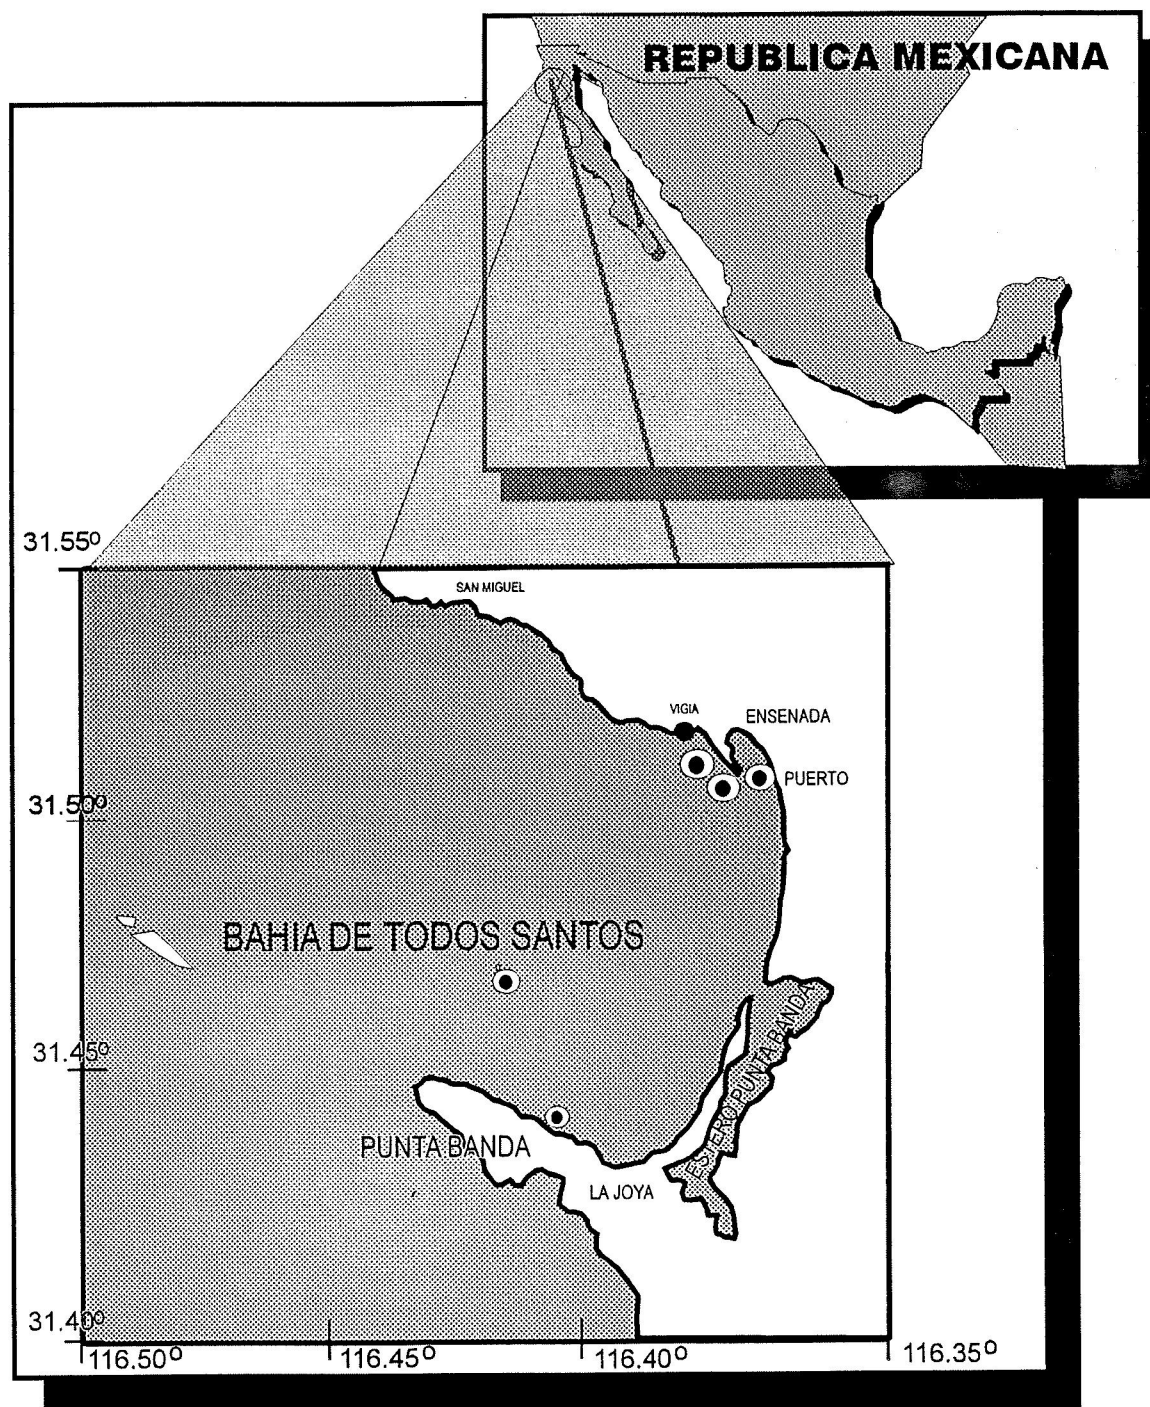 REPUBLICA MEXICANA
31.55º
SAN MIGUEL
VIGIA
ENSENADA
PUERTO
31.50º
BAHIA DE TODOS SANTOS
31.45º
ESTERO PUNTA BANDA
PUNTA BANDA
LA JOYA
31.40º
116.50º
116.45º
116.40º
116.35º